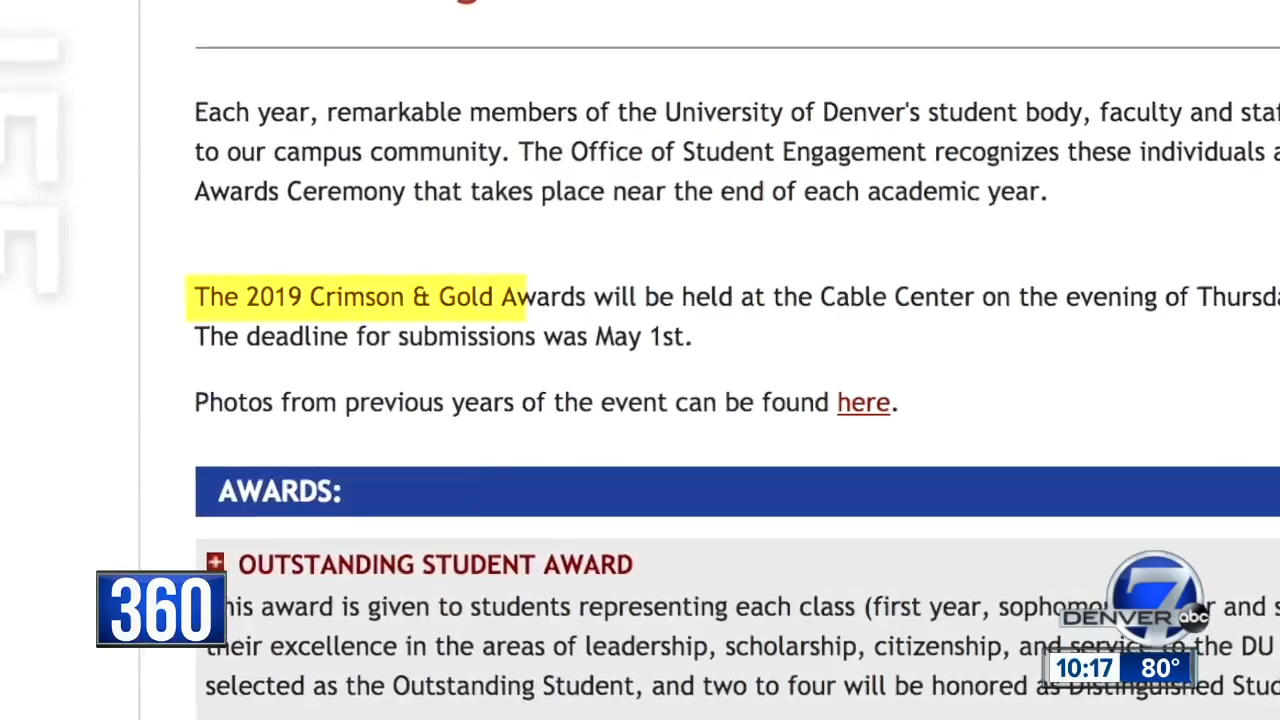 Each year, remarkable members of the University of Denver's student body, faculty and
to our campus community. The Office of Student Engagement recognizes these individuals
Awards Ceremony that takes place near the end of each academic year.
The 2019 Crimson & Gold Awards will be held at the Cable Center on the evening of
The deadline for submissions was May 1st.
Photos from previous years of the event can be found here.
AWARDS:
OUTSTANDING STUDENT AWARD
his award is given to students representing each class (first year, and
their excellence in the areas of leadership, scholarship, citizenship, and service to the DU
selected as the Outstanding Student, and two to four will be honored as Distinguished
360
7
DENVER abc
10:17 80°